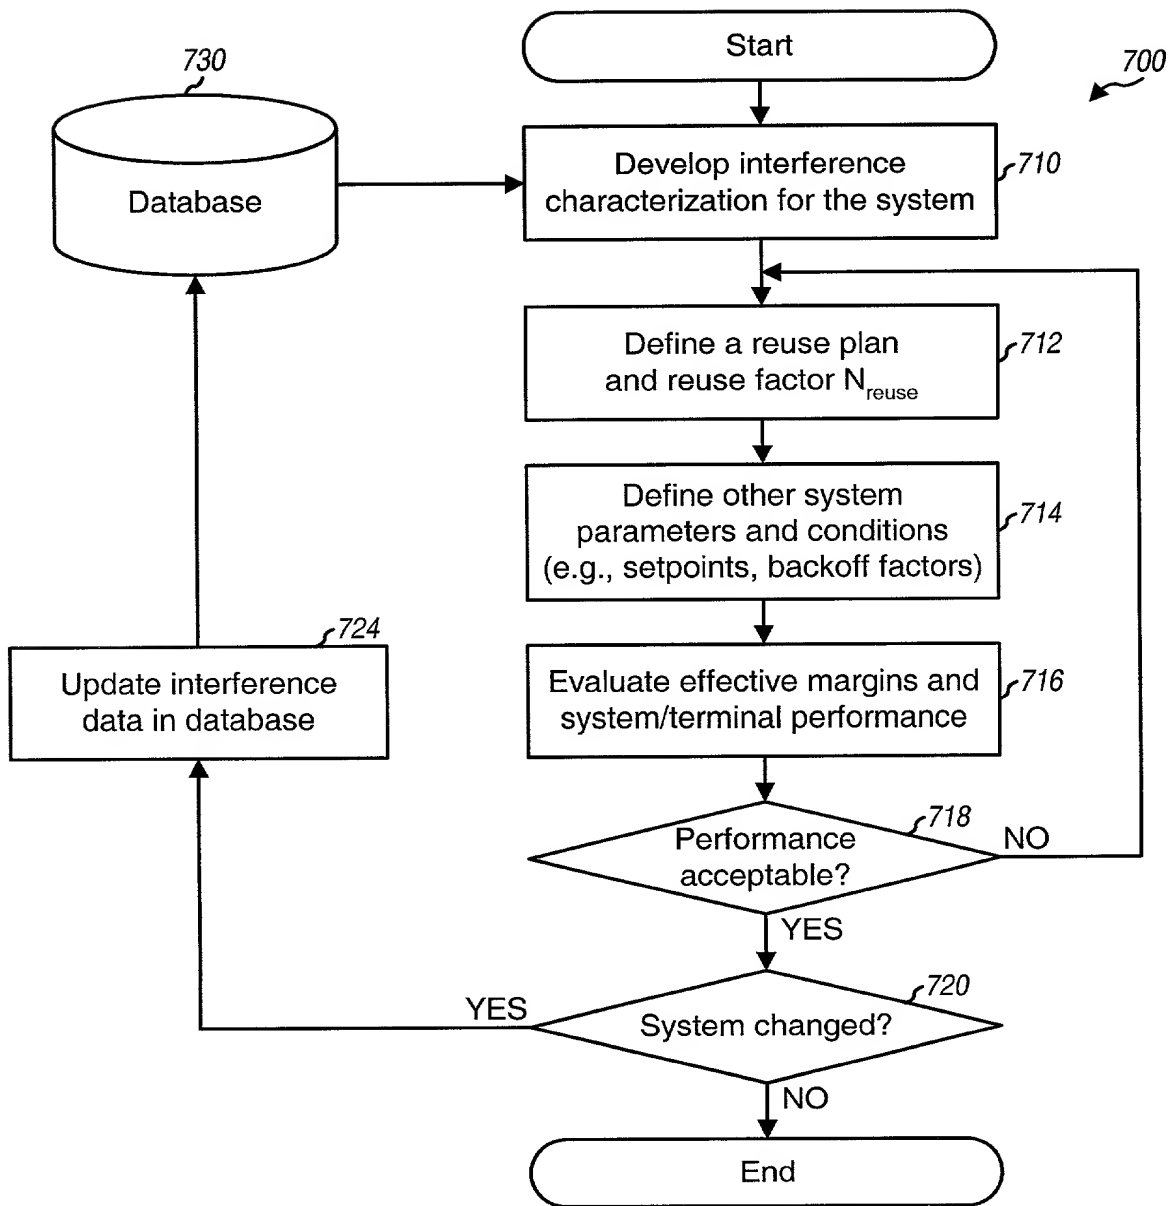 Start
700
730
Database
Develop interference
characterization for the system
710
Define a reuse plan
and reuse factor Nreuse
712
Define other system
parameters and conditions
(e.g., setpoints, backoff factors)
714
724
Update interference
data in database
Evaluate effective margins and
system/terminal performance
716
Performance
acceptable?
718
NO
YES
System changed?
720
YES
NO
End